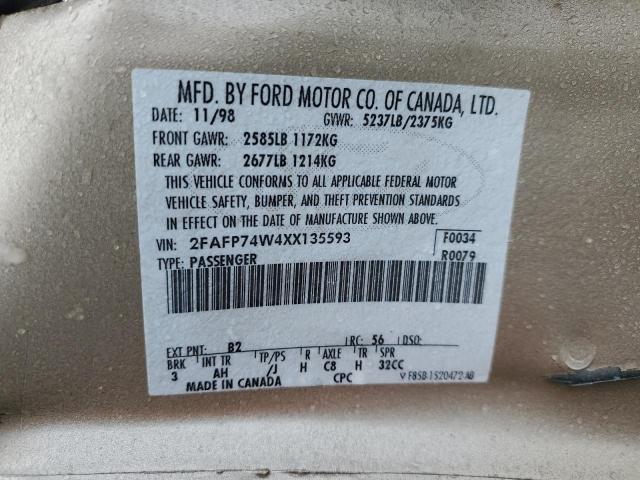 MFD. BY FORD MOTOR CO. OF CANADA, LTD.
DATE: 11/98 GVWR: 5237LB/2375KG
FRONT GAWR: 2585LB 1172KG
REAR GAWR: 2677LB 1214KG
THIS VEHICLE CONFORMS TO ALL APPLICABLE FEDERAL MOTOR
VEHICLE SAFETY, BUMPER, AND THEFT PREVENTION STANDARDS
IN EFFECT ON THE DATE OF MANUFACTURE SHOWN ABOVE.
VIN: 2FAFP74W4XX135593 F0034
TYPE: PASSENGER R0079
EXT PNT: B2 RC: 56 DSO:
BRK INT TR TP/PS R AXLE TR SPR
3 AH /J H C8 H 32CC
MADE IN CANADA CPC F85B-1520472-AB